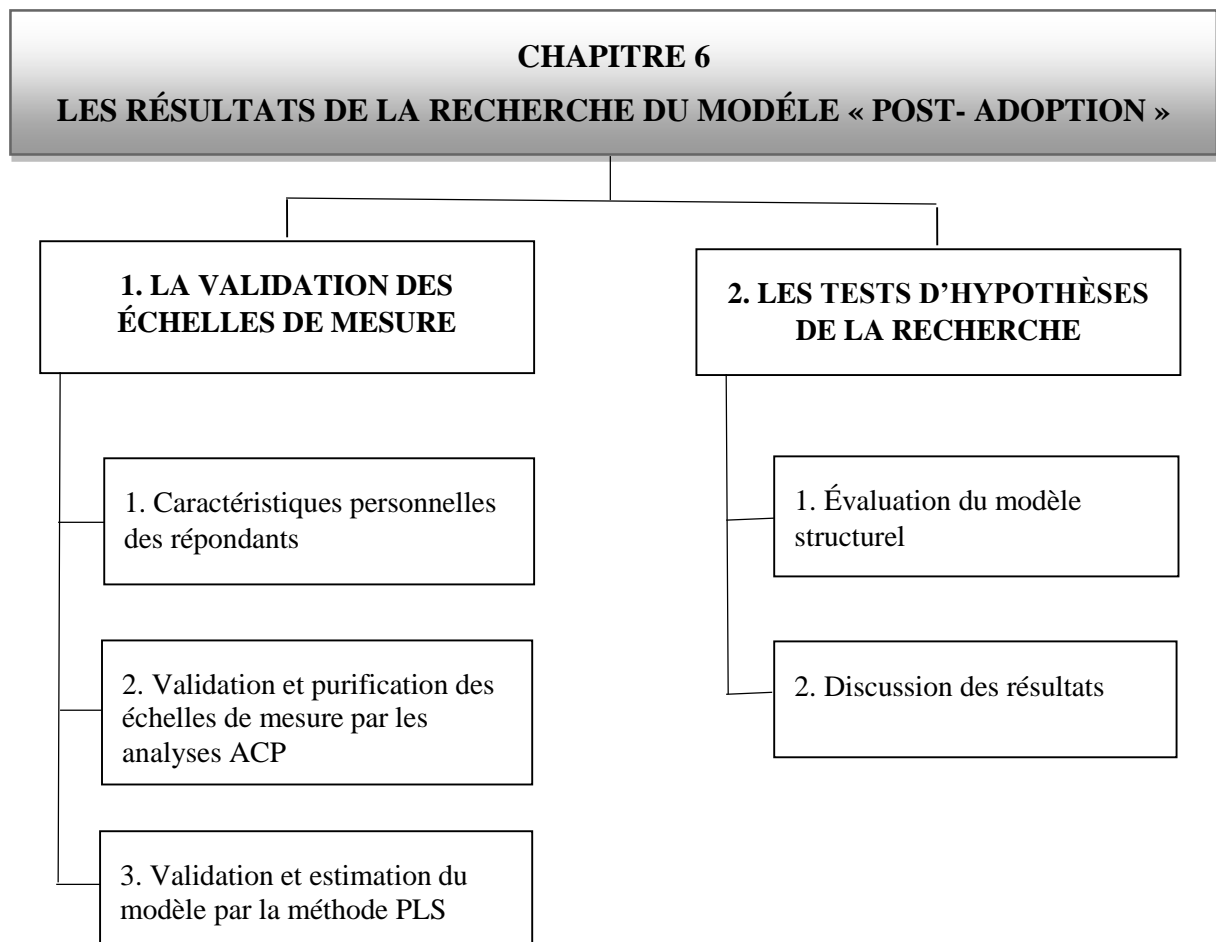 CHAPITRE 6
LES RÉSULTATS DE LA RECHERCHE DU MODÉLE « POST- ADOPTION »
1. LA VALIDATION DES
ÉCHELLES DE MESURE
1. Caractéristiques personnelles
des répondants
2. Validation et purification des
échelles de mesure par les
analyses ACP
3. Validation et estimation du
modèle par la méthode PLS
2. LES TESTS D’HYPOTHÈSES
DE LA RECHERCHE
1. Évaluation du modèle
structurel
2. Discussion des résultats